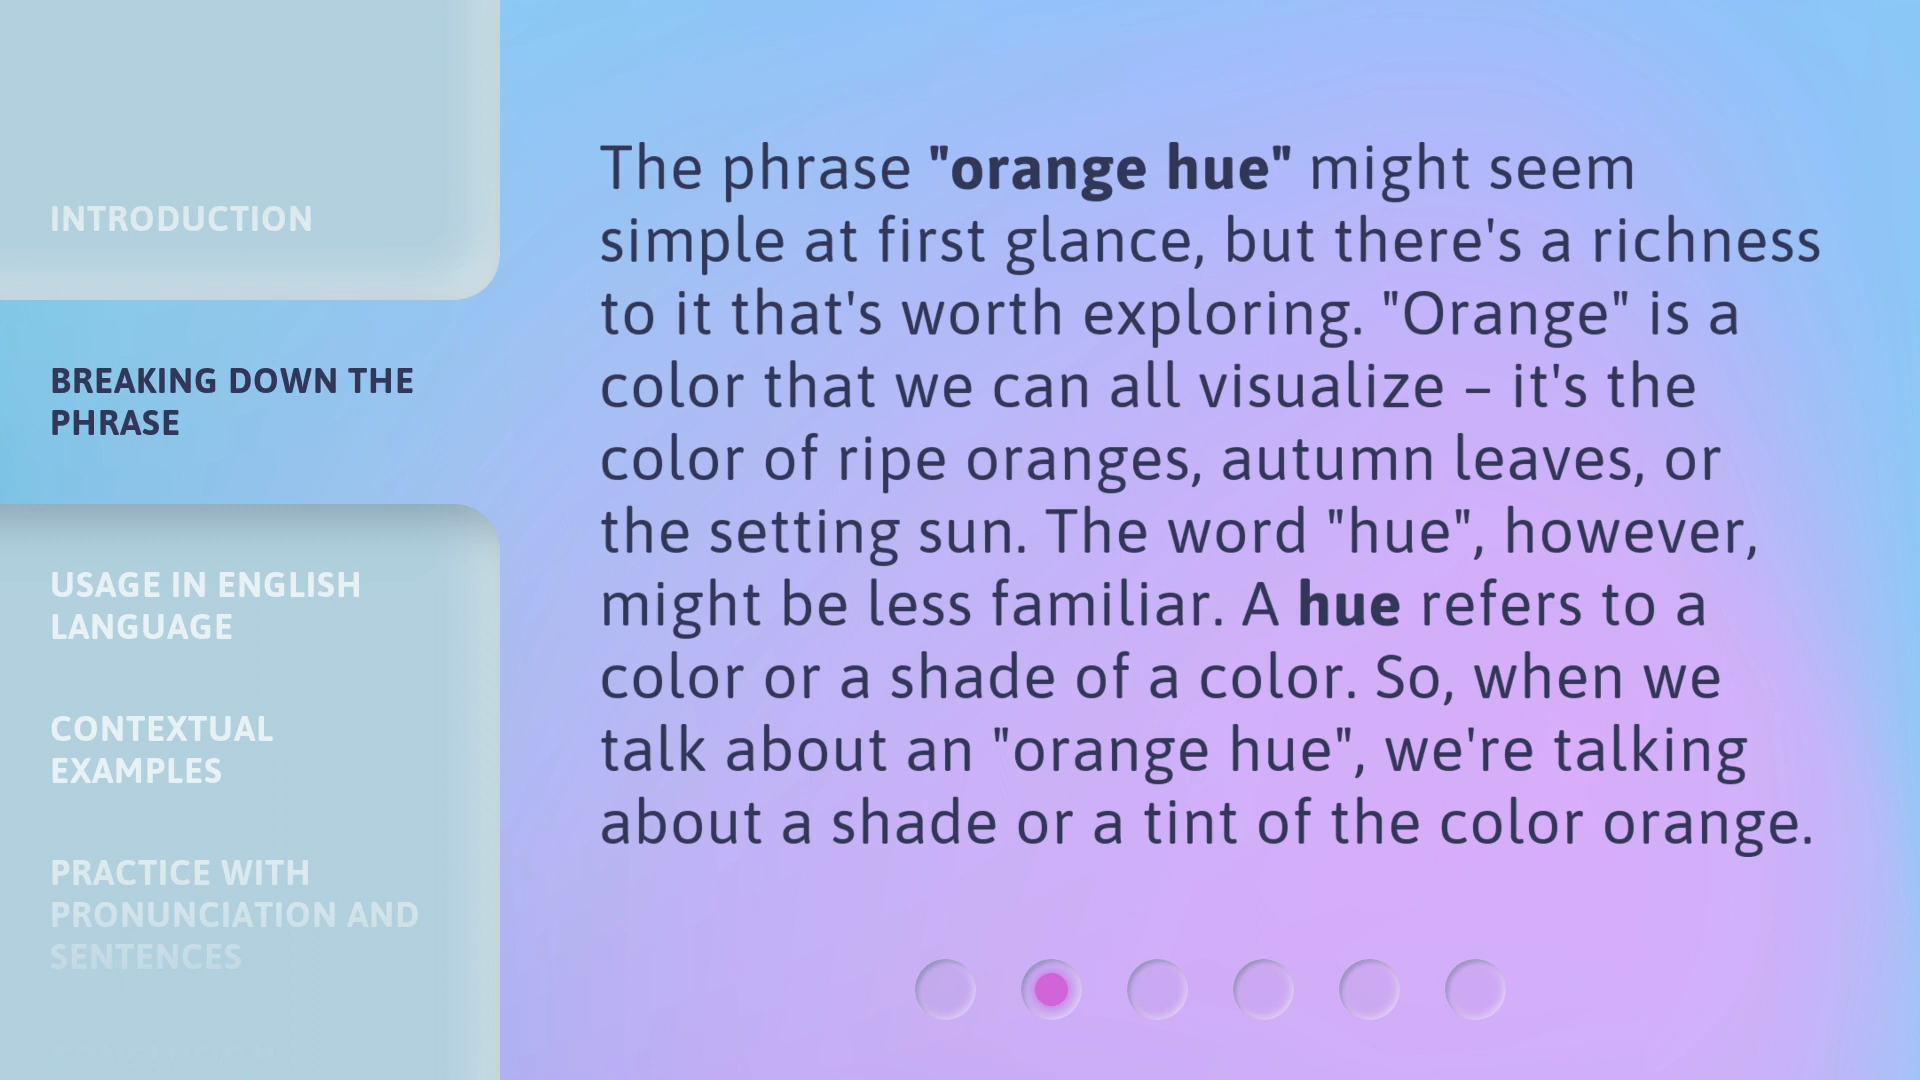 INTRODUCTION
BREAKING DOWN THE
PHRASE
USAGE IN ENGLISH
LANGUAGE
CONTEXTUAL
EXAMPLES
PRACTICE WITH
PRONUNCIATION AND
SENTENCES
The phrase "orange hue" might seem
simple at first glance, but there's a richness
to it that's worth exploring. "Orange" is a
color that we can all visualize – it's the
color of ripe oranges, autumn leaves, or
the setting sun. The word "hue", however,
might be less familiar. A hue refers to a
color or a shade of a color. So, when we
talk about an "orange hue", we're talking
about a shade or a tint of the color orange.